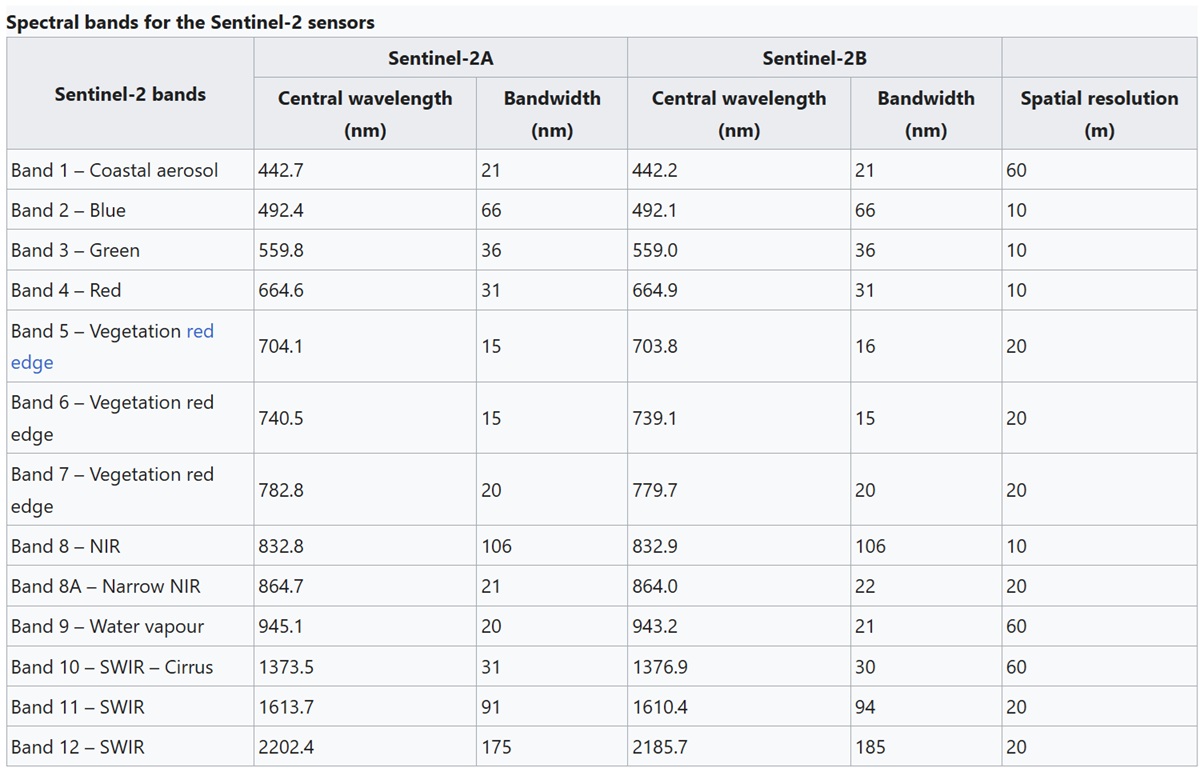 Spectral bands for the Sentinel-2 sensors
Sentinel-2 bands Sentinel-2A Sentinel-2B
Central wavelength (nm) Bandwidth (nm) Central wavelength (nm) Bandwidth (nm) Spatial resolution (m)
Band 1 – Coastal aerosol 442.7 21 442.2 21 60
Band 2 – Blue 492.4 66 492.1 66 10
Band 3 – Green 559.8 36 559.0 36 10
Band 4 – Red 664.6 31 664.9 31 10
Band 5 – Vegetation red edge 704.1 15 703.8 16 20
Band 6 – Vegetation red edge 740.5 15 739.1 15 20
Band 7 – Vegetation red edge 782.8 20 779.7 20 20
Band 8 – NIR 832.8 106 832.9 106 10
Band 8A – Narrow NIR 864.7 21 864.0 22 20
Band 9 – Water vapour 945.1 20 943.2 21 60
Band 10 – SWIR – Cirrus 1373.5 31 1376.9 30 60
Band 11 – SWIR 1613.7 91 1610.4 94 20
Band 12 – SWIR 2202.4 175 2185.7 185 20